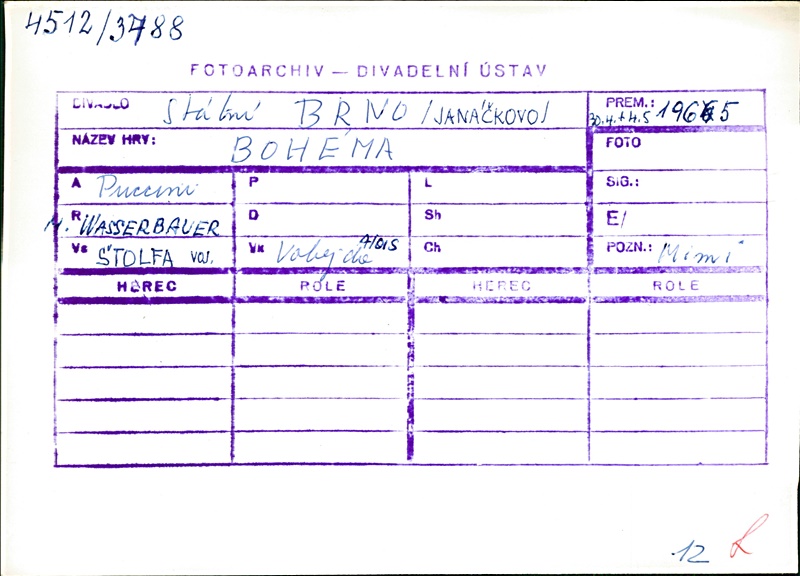 4512/3788
FOTOARCHIV — DIVADELNÍ ÚSTAV
DIVADLO Státní BRNO /JANÁČKOVO/ PREM.: 30.4.+4.5 1965
NÁZEV HRY: BOHÉMA FOTO
A Puccini P L SIG.:
R M. WASSERBAUER D Sh E/
Vs ŠTOLFA VOJ. Vk Vohejda Alois Ch POZN.: Mimi
HEREC ROLE HEREC ROLE
12